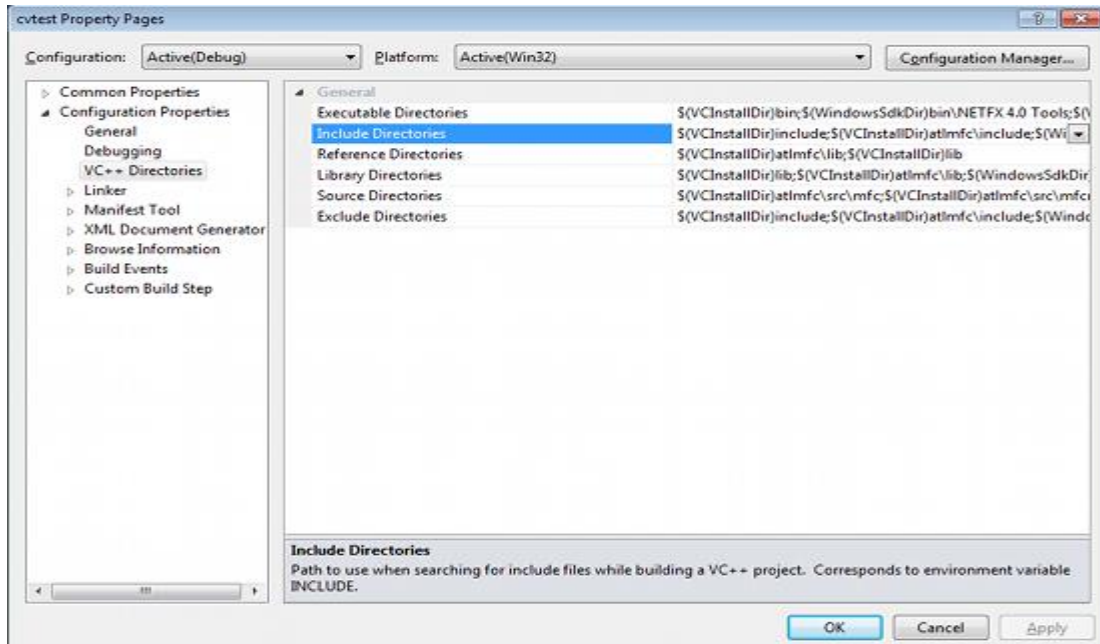 cvtest Property Pages
Configuration: Active(Debug) Platform: Active(Win32) Configuration Manager...
Common Properties
Configuration Properties
General
Debugging
VC++ Directories
Linker
Manifest Tool
XML Document Generator
Browse Information
Build Events
Custom Build Step
General
Executable Directories $(VCInstallDir)bin;$(WindowsSdkDir)bin\NETFX 4.0 Tools;$(
Include Directories $(VCInstallDir)include;$(VCInstallDir)atlmfc\include;$(Wi
Reference Directories $(VCInstallDir)atlmfc\lib;$(VCInstallDir)lib
Library Directories $(VCInstallDir)lib;$(VCInstallDir)atlmfc\lib;$(WindowsSdkDir
Source Directories $(VCInstallDir)atlmfc\src\mfc;$(VCInstallDir)atlmfc\src\mfc
Exclude Directories $(VCInstallDir)include;$(VCInstallDir)atlmfc\include;$(Windo
Include Directories
Path to use when searching for include files while building a VC++ project. Corresponds to environment variable
INCLUDE.
OK Cancel Apply